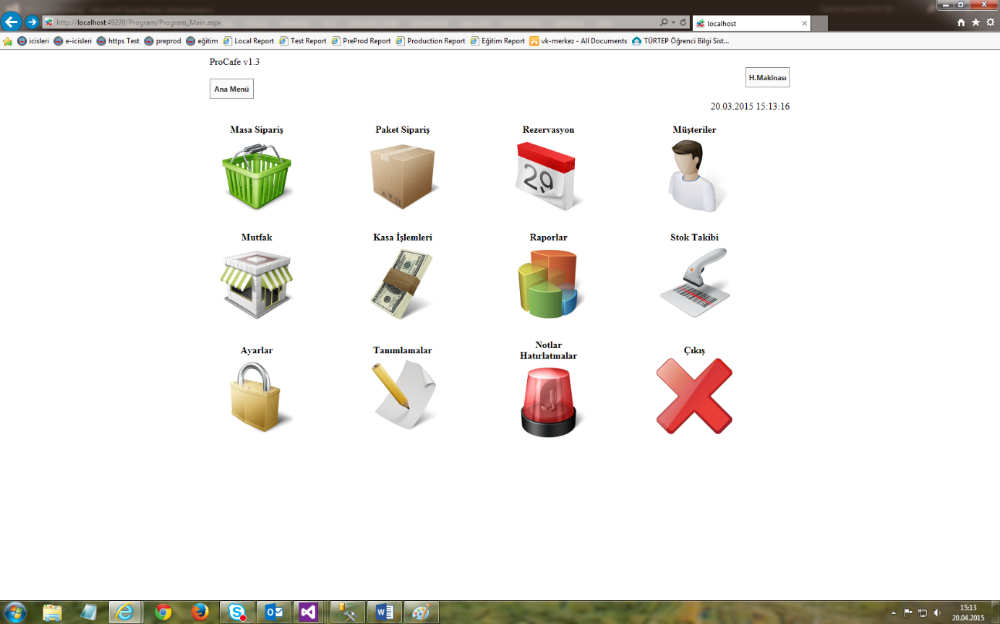 http://localhost:49270/Program/Program_Main.aspx
localhost
icisleri e-icisleri https Test preprod eğitim Local Report Test Report PreProd Report Production Report Eğitim Report vk-merkez - All Documents TÜRTEP Öğrenci Bilgi Sist...
ProCafe v1.3
H.Makinası
Ana Menü
20.03.2015 15:13:16
Masa Sipariş Paket Sipariş Rezervasyon Müşteriler
29
Mutfak Kasa İşlemleri Raporlar Stok Takibi
Ayarlar Tanımlamalar Notlar
Hatırlatmalar Çıkış
15:13
20.04.2015